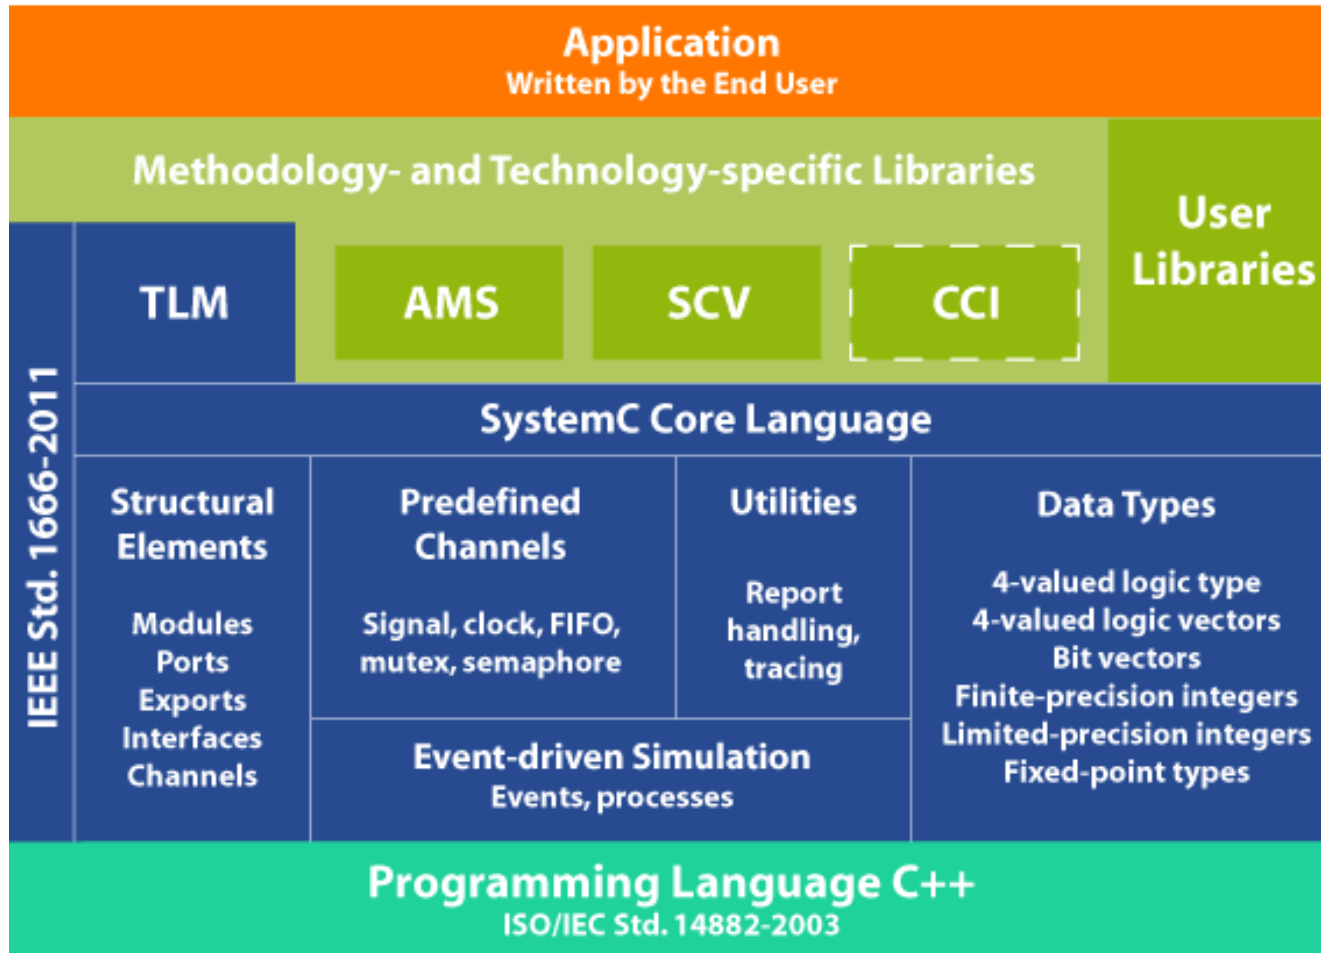 Application
Written by the End User
Methodology- and Technology-specific Libraries
User
Libraries
TLM
AMS
SCV
CCI
IEEE Std. 1666-2011
SystemC Core Language
Structural
Elements
Modules
Ports
Exports
Interfaces
Channels
Predefined
Channels
Signal, clock, FIFO,
mutex, semaphore
Utilities
Report
handling,
tracing
Data Types
4-valued logic type
4-valued logic vectors
Bit vectors
Finite-precision integers
Limited-precision integers
Fixed-point types
Event-driven Simulation
Events, processes
Programming Language C++
ISO/IEC Std. 14882-2003